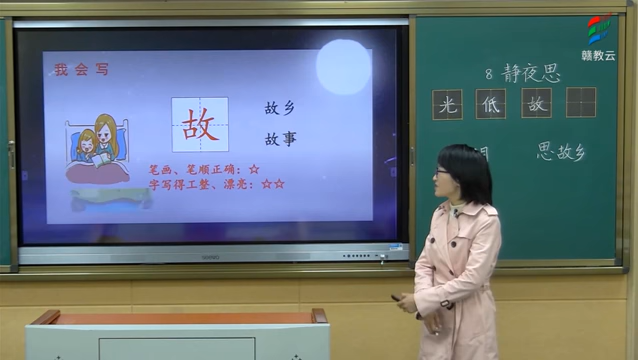 我会写
故
故乡
故事
笔画、笔顺正确：☆
字写得工整、漂亮：☆☆
赣教云
8 静夜思
光 低 故
思故乡